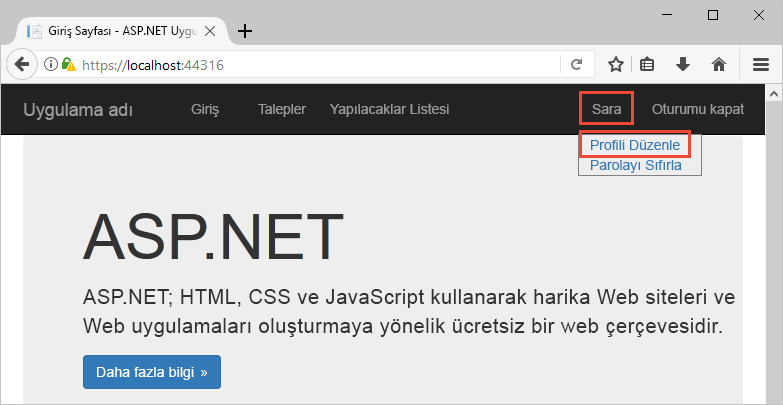 Giriş Sayfası - ASP.NET Uygu
https://localhost:44316
Uygulama adı Giriş Talepler Yapılacaklar Listesi Sara Oturumu kapat
Profili Düzenle
Parolayı Sıfırla
ASP.NET
ASP.NET; HTML, CSS ve JavaScript kullanarak harika Web siteleri ve
Web uygulamaları oluşturmaya yönelik ücretsiz bir web çerçevesidir.
Daha fazla bilgi »